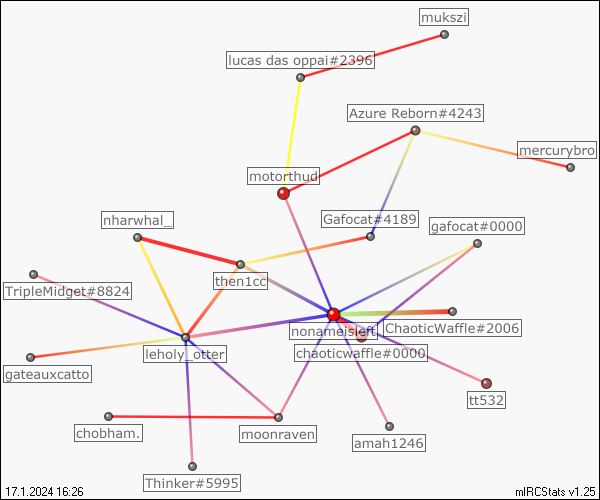 mukszi
lucas das oppai#2396
Azure Reborn#4243
mercurybro
motorthud
nharwhal_
Gafocat#4189
gafocat#0000
then1cc
TripleMidget#8824
nonameisleft
ChaoticWaffle#2006
leholy_otter
chaoticwaffle#0000
gateauxcatto
tt532
chobham.
moonraven
amah1246
Thinker#5995
17.1.2024 16:26
mIRCStats v1.25